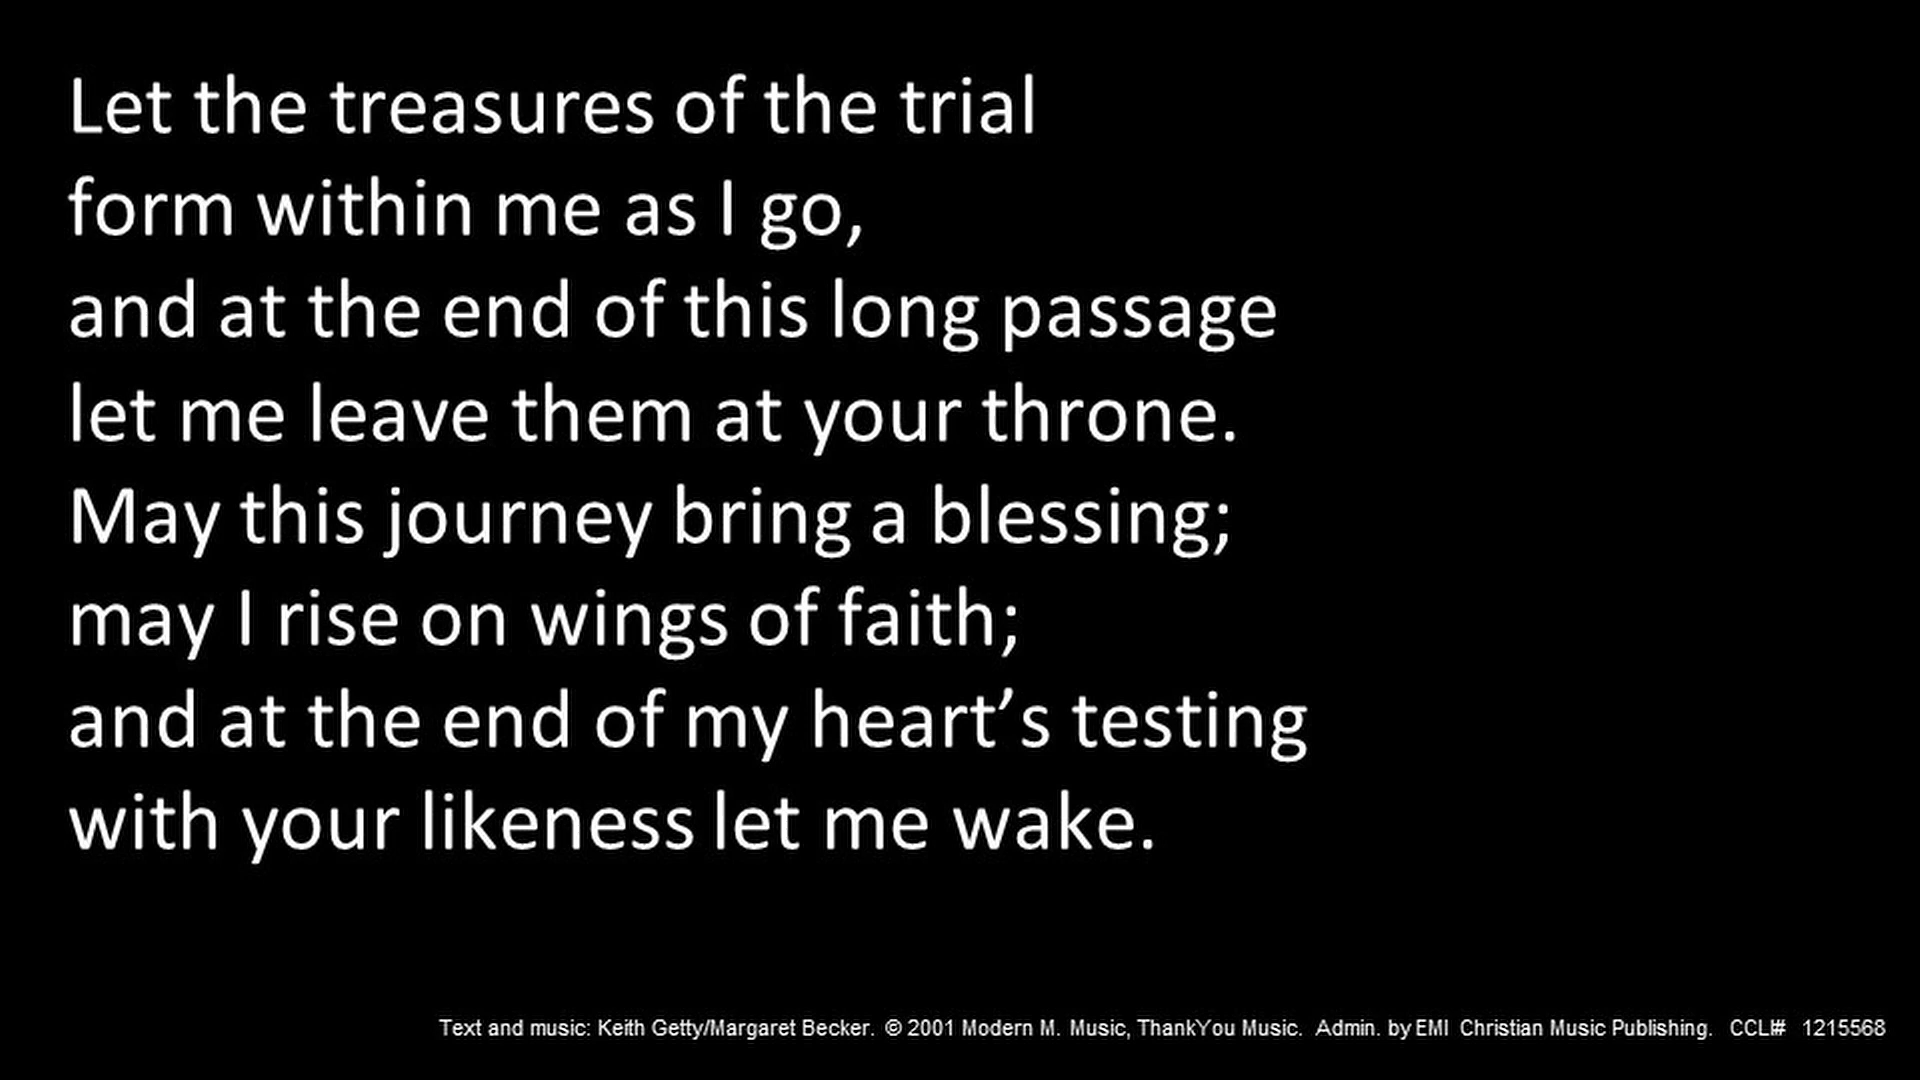 Let the treasures of the trial
form within me as I go,
and at the end of this long passage
let me leave them at your throne.
May this journey bring a blessing;
may I rise on wings of faith;
and at the end of my heart’s testing
with your likeness let me wake.
Text and music: Keith Getty/Margaret Becker. © 2001 Modern M. Music, ThankYou Music. Admin. by EMI Christian Music Publishing. CCLI# 1215568